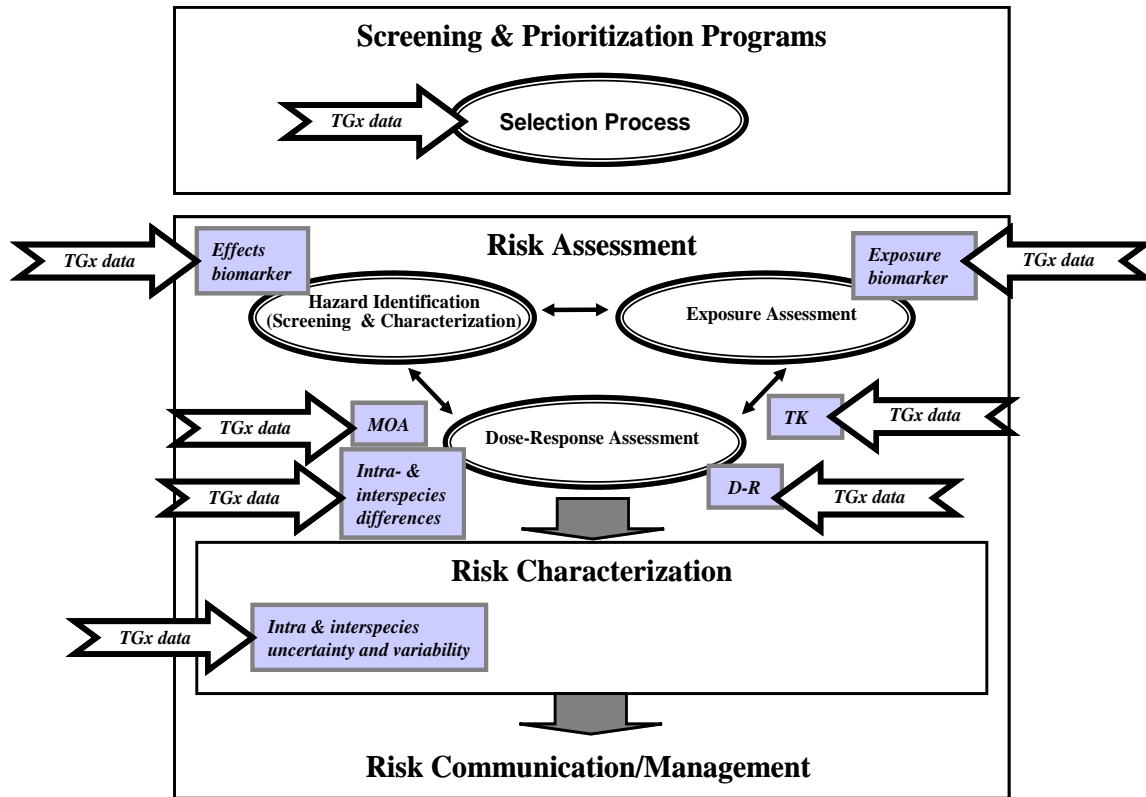 Screening & Prioritization Programs
TGx data
Selection Process
Risk Assessment
TGx data
Effects
biomarker
Exposure
biomarker
TGx data
Hazard Identification
(Screening & Characterization)
Exposure Assessment
TGx data
MOA
Dose-Response Assessment
TK
TGx data
TGx data
Intra- &
interspecies
differences
D-R
TGx data
Risk Characterization
TGx data
Intra & interspecies
uncertainty and variability
Risk Communication/Management